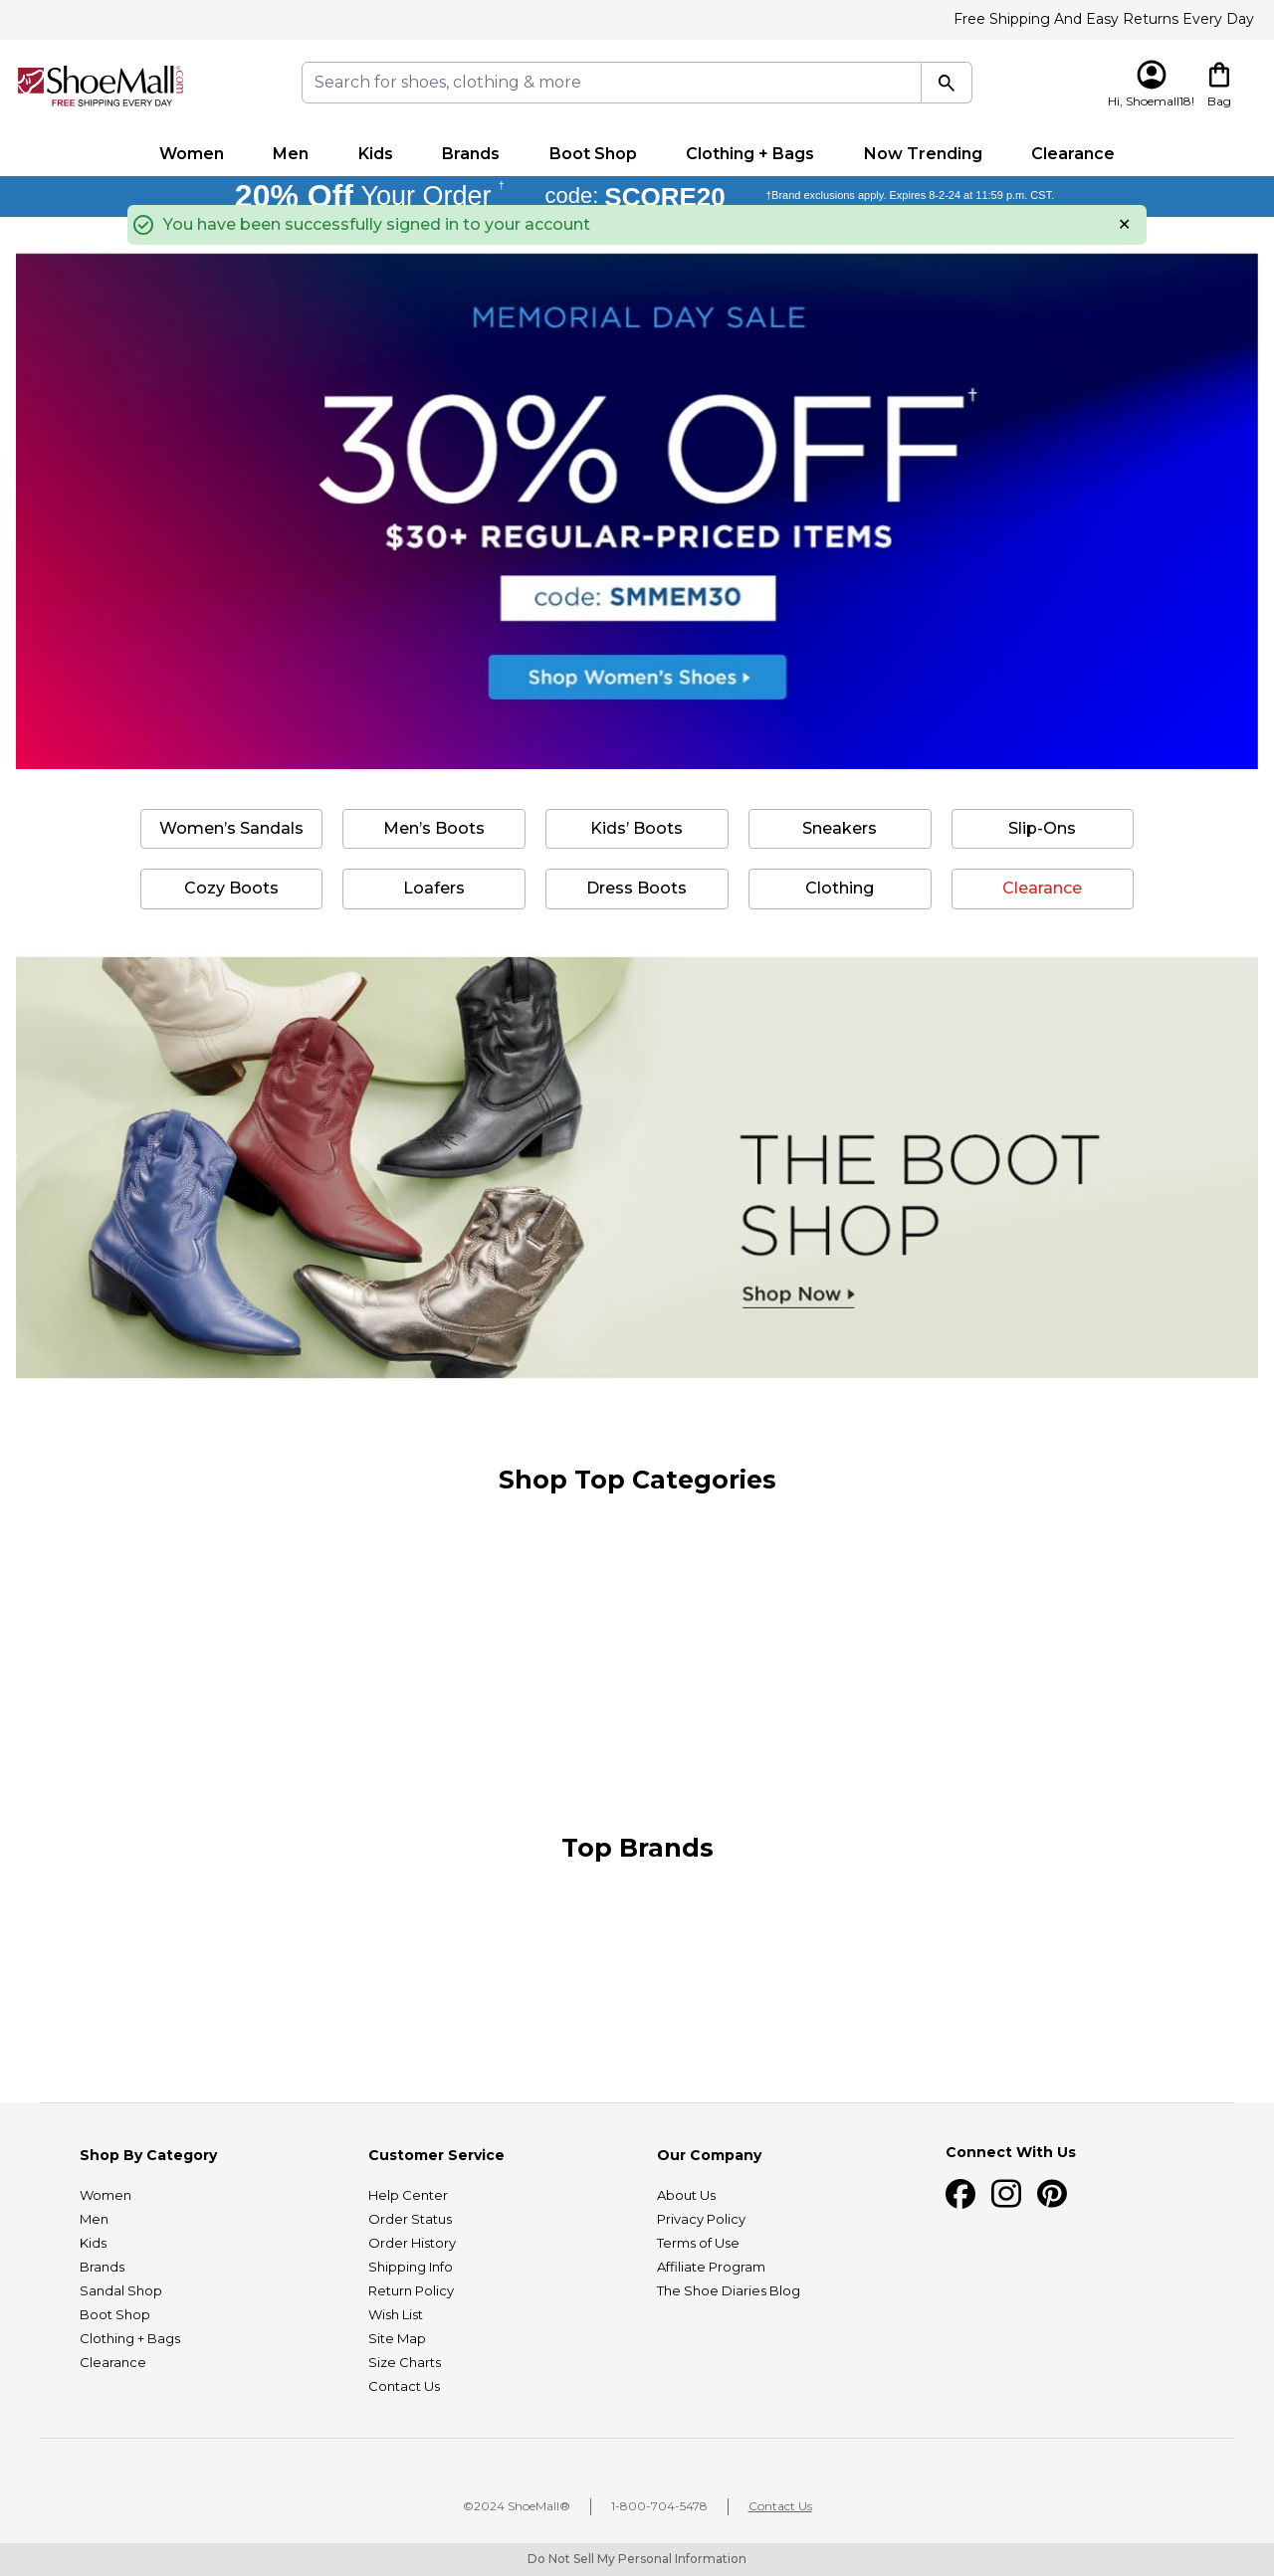 Free Shipping And Easy Returns Every Day
ShoeMall®.com
FREE SHIPPING EVERY DAY
Search for shoes, clothing & more
Hi, Shoemall18!
Bag
Women Men Kids Brands Boot Shop Clothing + Bags Now Trending Clearance
20% Off Your Order † code: SCORE20 †Brand exclusions apply. Expires 8-2-24 at 11:59 p.m. CST.
You have been successfully signed in to your account ×
MEMORIAL DAY SALE
30% OFF†
$30+ REGULAR-PRICED ITEMS
code: SMMEM30
Shop Women's Shoes
Women’s Sandals Men’s Boots Kids’ Boots Sneakers Slip-Ons
Cozy Boots Loafers Dress Boots Clothing Clearance
THE BOOT
SHOP
Shop Now
Shop Top Categories
Top Brands
Shop By Category
Women
Men
Kids
Brands
Sandal Shop
Boot Shop
Clothing + Bags
Clearance
Customer Service
Help Center
Order Status
Order History
Shipping Info
Return Policy
Wish List
Site Map
Size Charts
Contact Us
Our Company
About Us
Privacy Policy
Terms of Use
Affiliate Program
The Shoe Diaries Blog
Connect With Us
©2024 ShoeMall® 1-800-704-5478 Contact Us
Do Not Sell My Personal Information